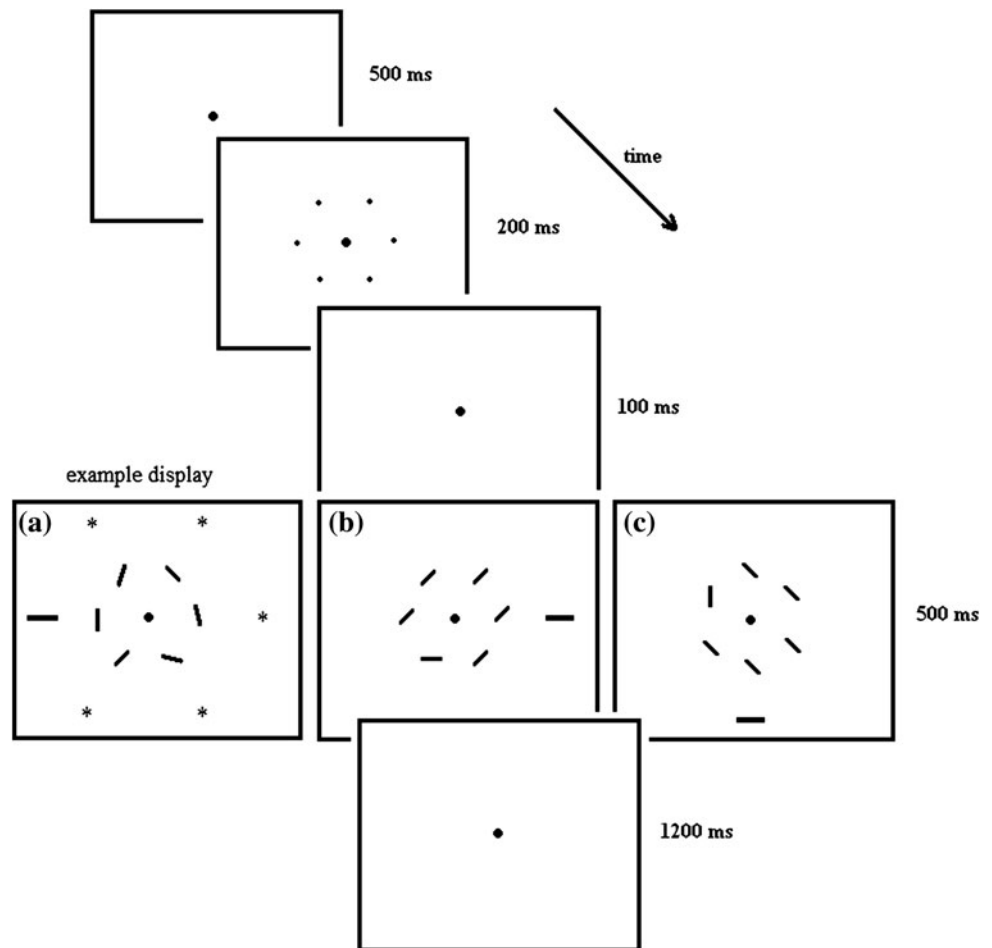 500 ms
time
200 ms
100 ms
example display
(a)
* *
(b)
(c)
*
500 ms
* *
1200 ms